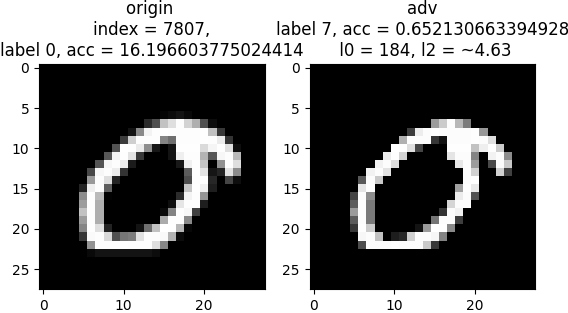 origin
index = 7807,
label 0, acc = 16.196603775024414
adv
label 7, acc = 0.652130663394928
l0 = 184, l2 = ~4.63
0
5
10
15
20
25
0 10 20
0
5
10
15
20
25
0 10 20